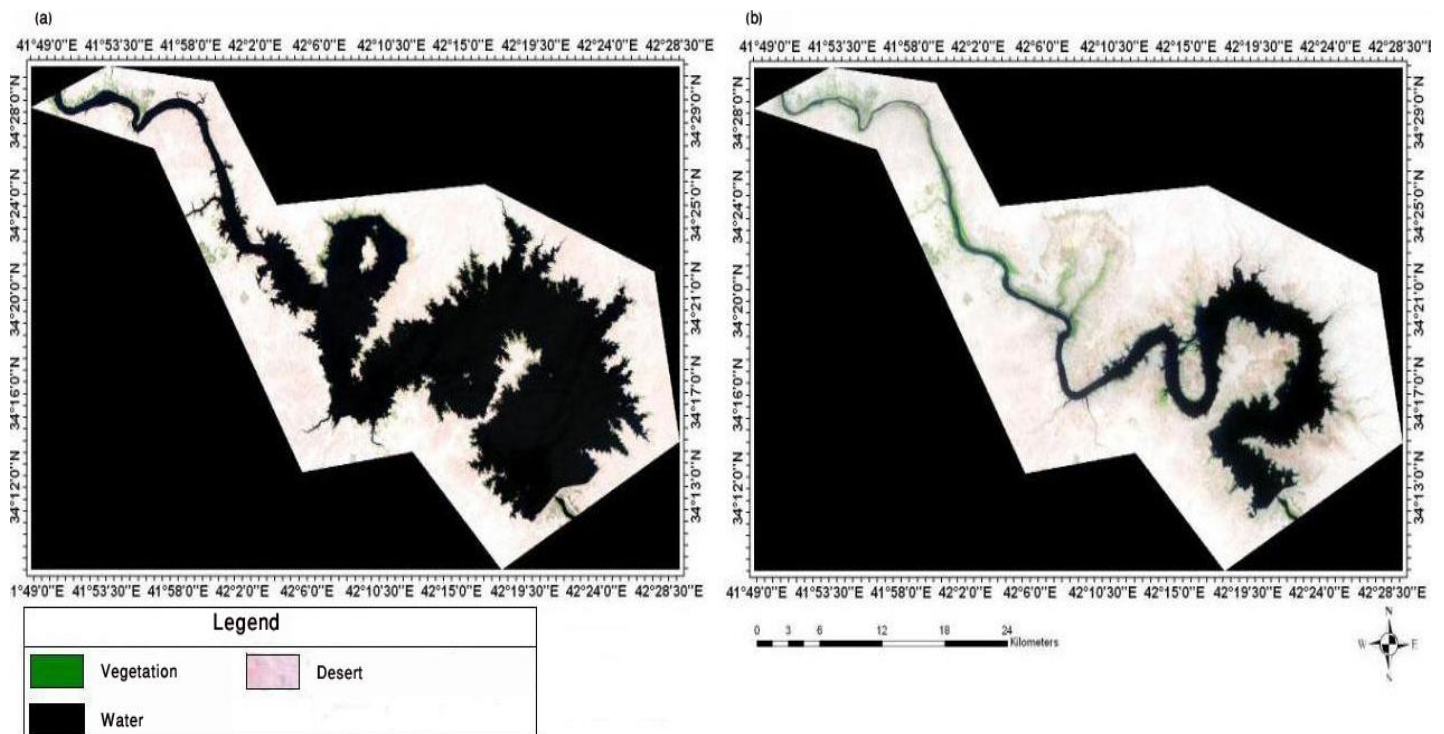 (a)
41°49'0"E 41°53'30"E 41°58'0"E 42°2'0"E 42°6'0"E 42°10'30"E 42°15'0"E 42°19'30"E 42°24'0"E 42°28'30"E
34°28'0"N
34°24'0"N
34°20'0"N
34°16'0"N
34°12'0"N
34°29'0"N
34°25'0"N
34°21'0"N
34°17'0"N
34°13'0"N
1°49'0"E 41°53'30"E 41°58'0"E 42°2'0"E 42°6'0"E 42°10'30"E 42°15'0"E 42°19'30"E 42°24'0"E 42°28'30"E
(b)
41°49'0"E 41°53'30"E 41°58'0"E 42°2'0"E 42°6'0"E 42°10'30"E 42°15'0"E 42°19'30"E 42°24'0"E 42°28'30"E
34°28'0"N
34°24'0"N
34°20'0"N
34°16'0"N
34°12'0"N
34°29'0"N
34°25'0"N
34°21'0"N
34°17'0"N
34°13'0"N
41°49'0"E 41°53'30"E 41°58'0"E 42°2'0"E 42°6'0"E 42°10'30"E 42°15'0"E 42°19'30"E 42°24'0"E 42°28'30"E
Legend
Vegetation
Desert
Water
0 3 6 12 18 24
Kilometers
N
W E